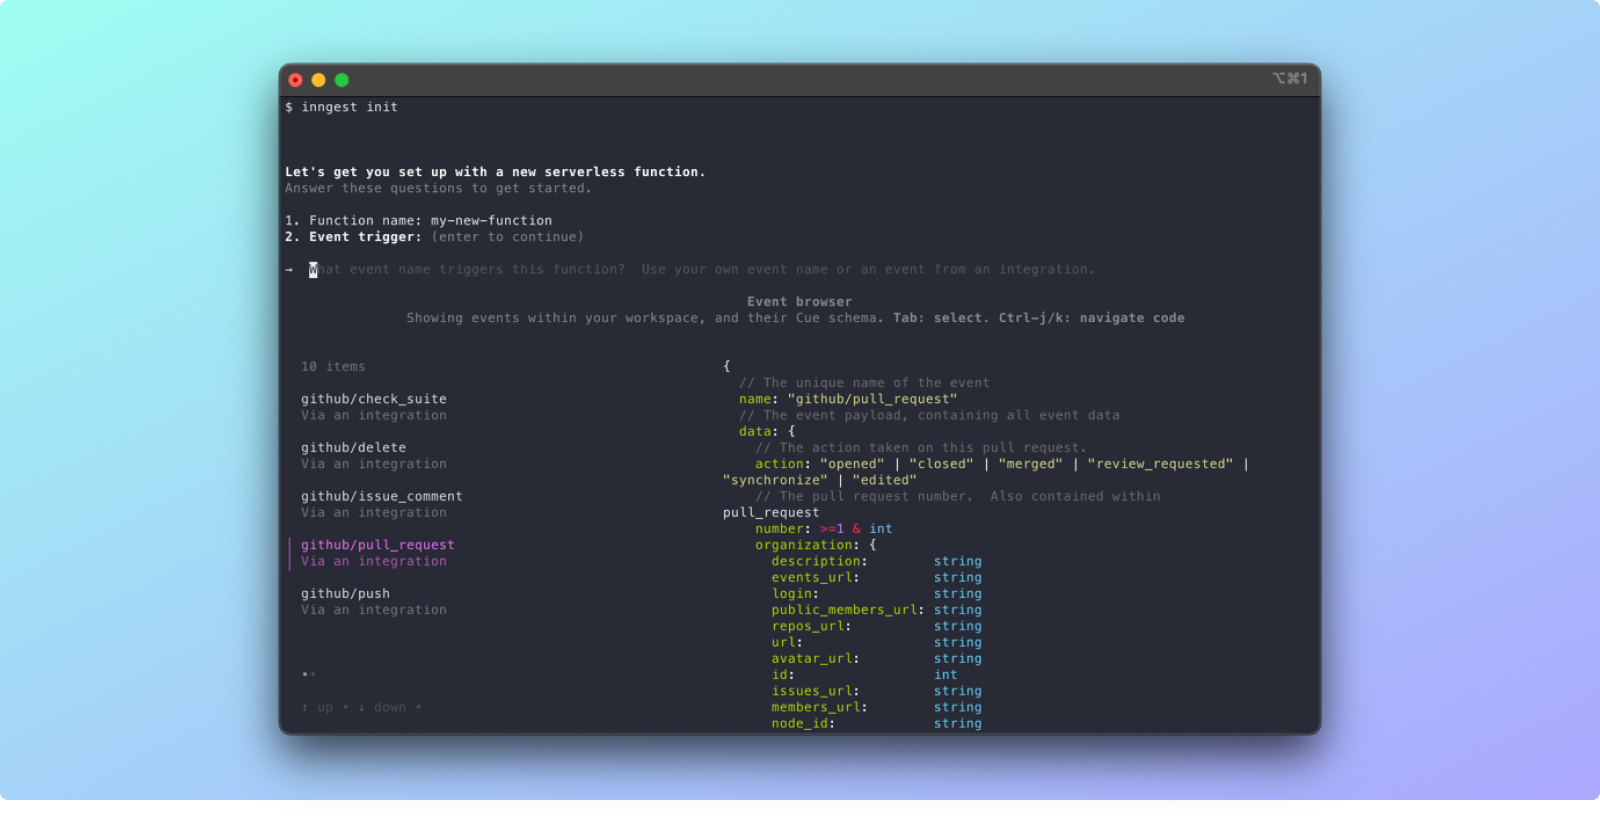 ⌥⌘1
$ inngest init
Let's get you set up with a new serverless function.
Answer these questions to get started.
1. Function name: my-new-function
2. Event trigger: (enter to continue)
→ What event name triggers this function?  Use your own event name or an event from an integration.
Event browser
Showing events within your workspace, and their Cue schema. Tab: select. Ctrl-j/k: navigate code
10 items
github/check_suite
Via an integration
github/delete
Via an integration
github/issue_comment
Via an integration
github/pull_request
Via an integration
github/push
Via an integration
••
↑ up • ↓ down •
{
// The unique name of the event
name: "github/pull_request"
// The event payload, containing all event data
data: {
// The action taken on this pull request.
action: "opened" | "closed" | "merged" | "review_requested" |
"synchronize" | "edited"
// The pull request number.  Also contained within
pull_request
number: >=1 & int
organization: {
description: string
events_url: string
login: string
public_members_url: string
repos_url: string
url: string
avatar_url: string
id: int
issues_url: string
members_url: string
node_id: string